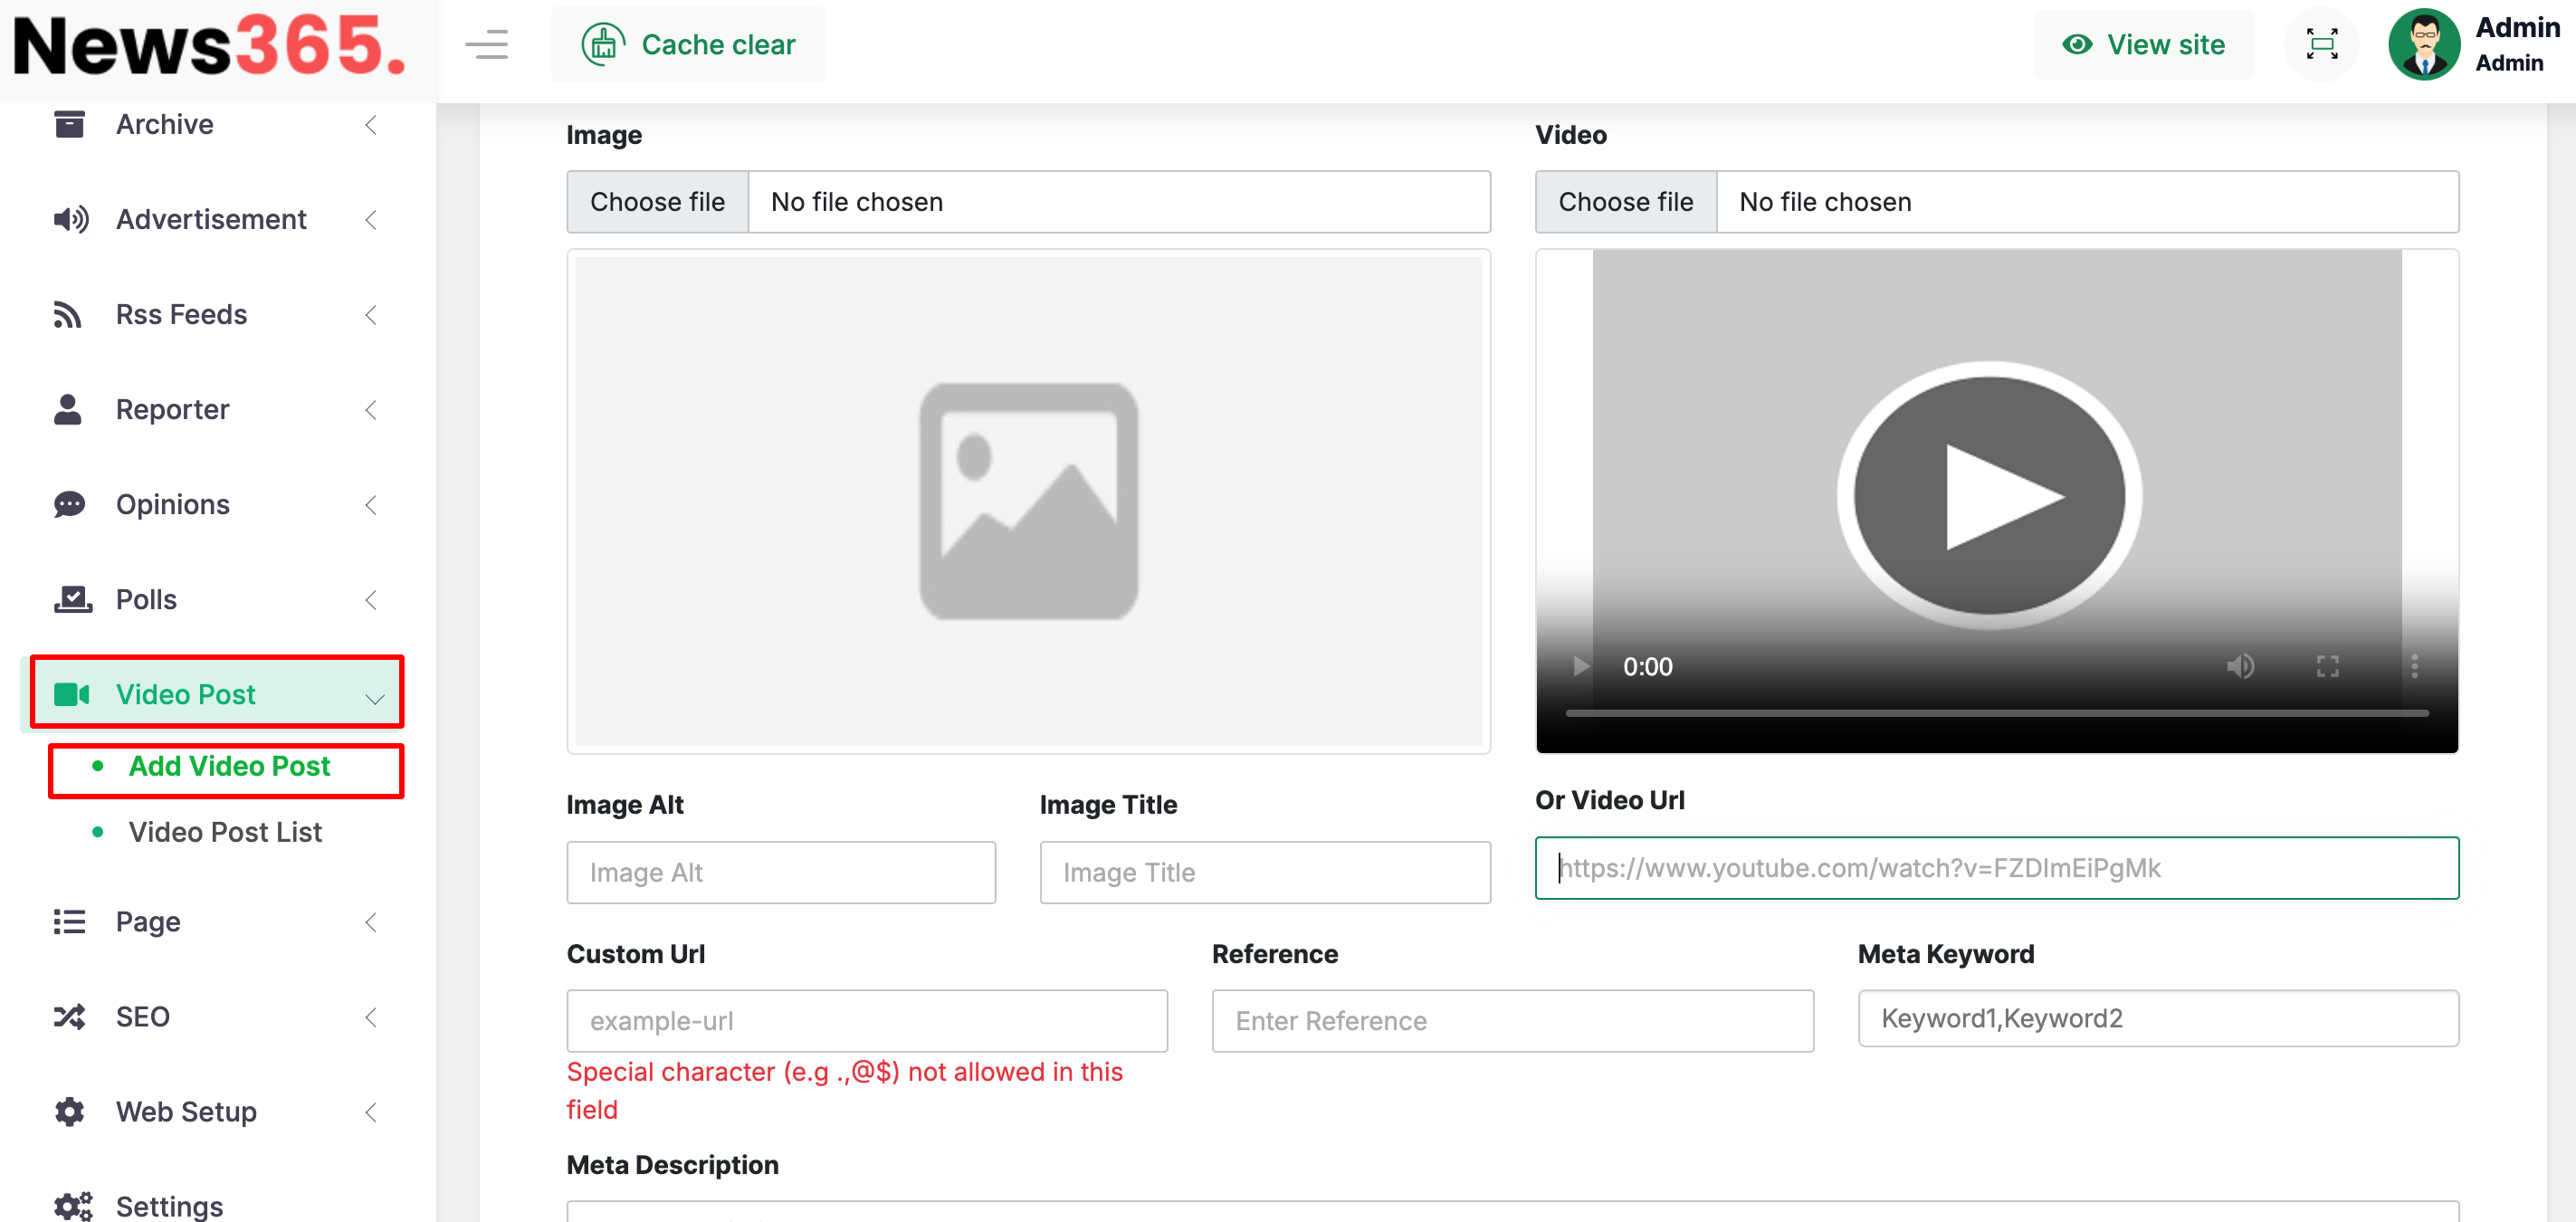 News365.
Cache clear
View site
Admin
Admin
Archive
Advertisement
Rss Feeds
Reporter
Opinions
Polls
Video Post
Add Video Post
Video Post List
Page
SEO
Web Setup
Settings
Image
Choose file No file chosen
Video
Choose file No file chosen
0:00
Image Alt
Image Alt
Image Title
Image Title
Or Video Url
https://www.youtube.com/watch?v=FZDImEiPgMk
Custom Url
example-url
Special character (e.g .,@$) not allowed in this
field
Reference
Enter Reference
Meta Keyword
Keyword1,Keyword2
Meta Description